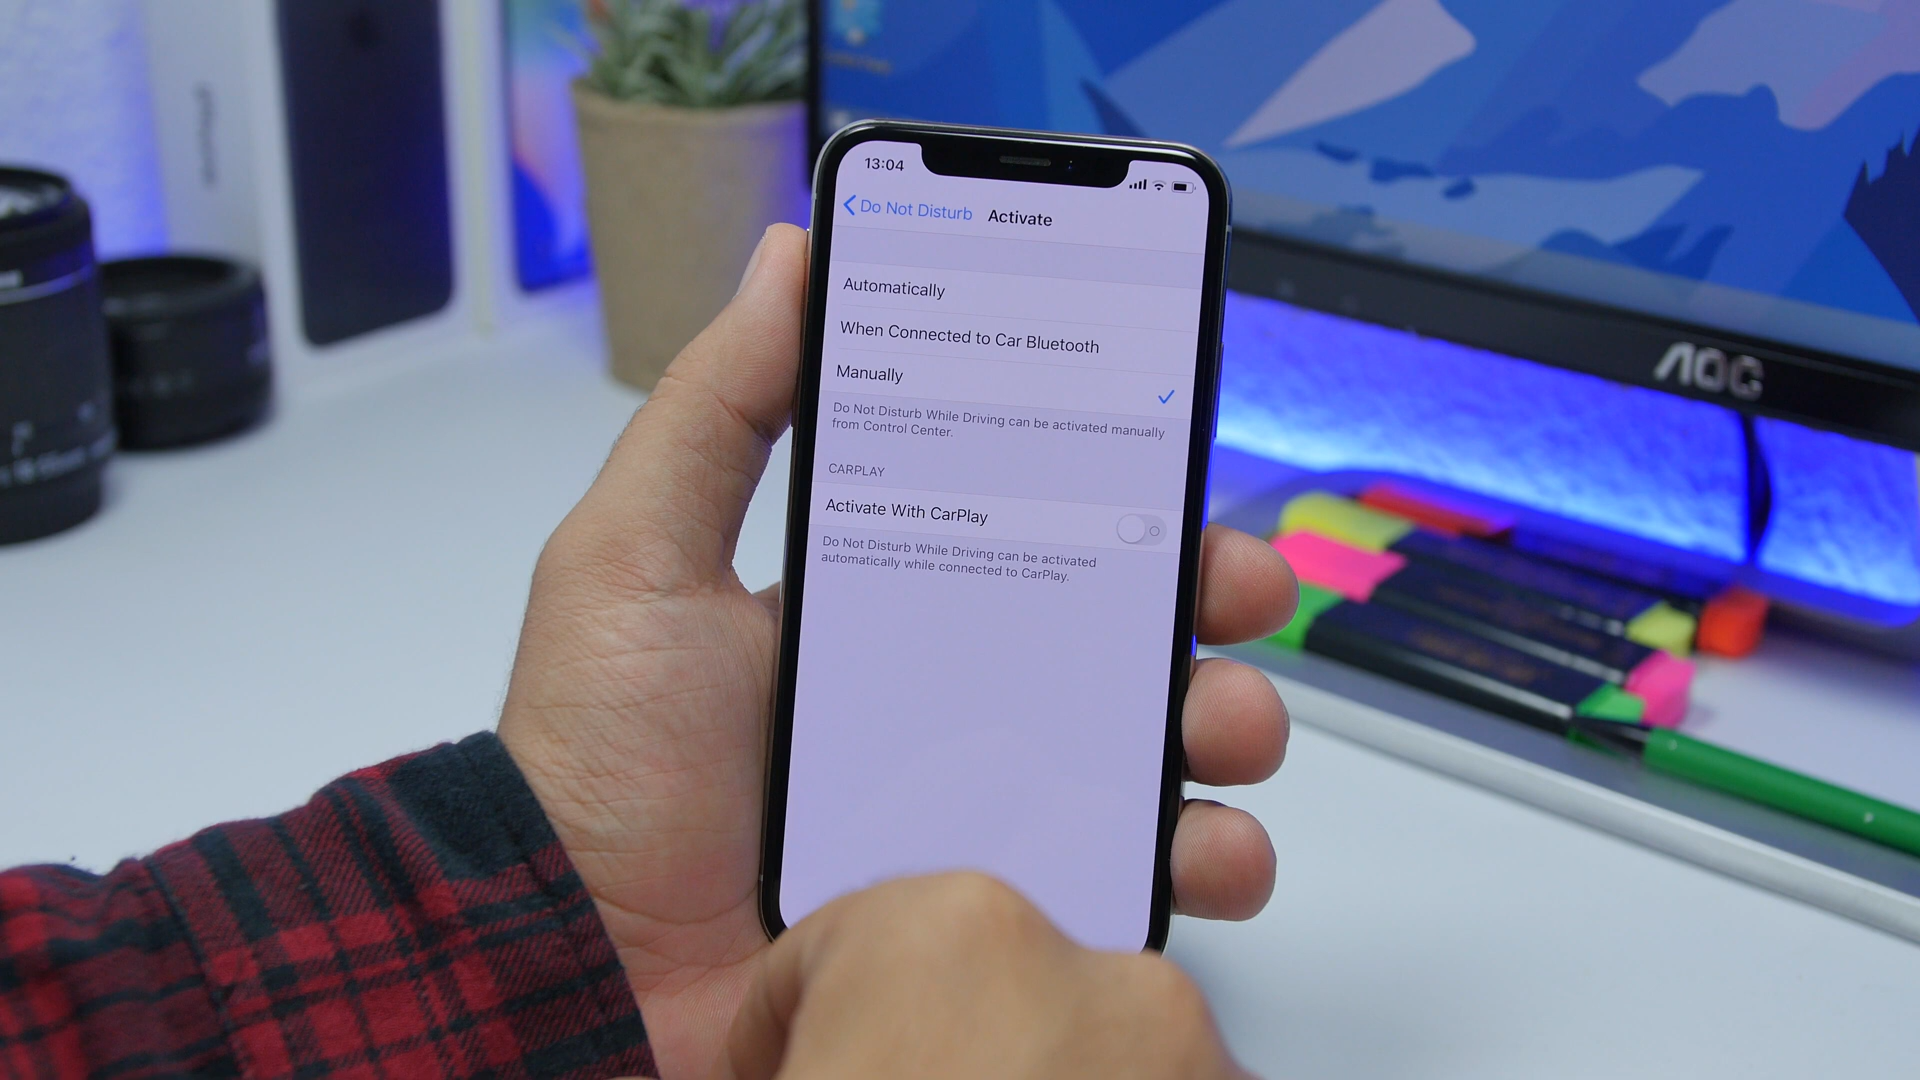 iPhone
13:04
Do Not Disturb Activate
Automatically
When Connected to Car Bluetooth
Manually
Do Not Disturb While Driving can be activated manually
from Control Center.
CARPLAY
Activate With CarPlay
Do Not Disturb While Driving can be activated
automatically while connected to CarPlay.
AOC